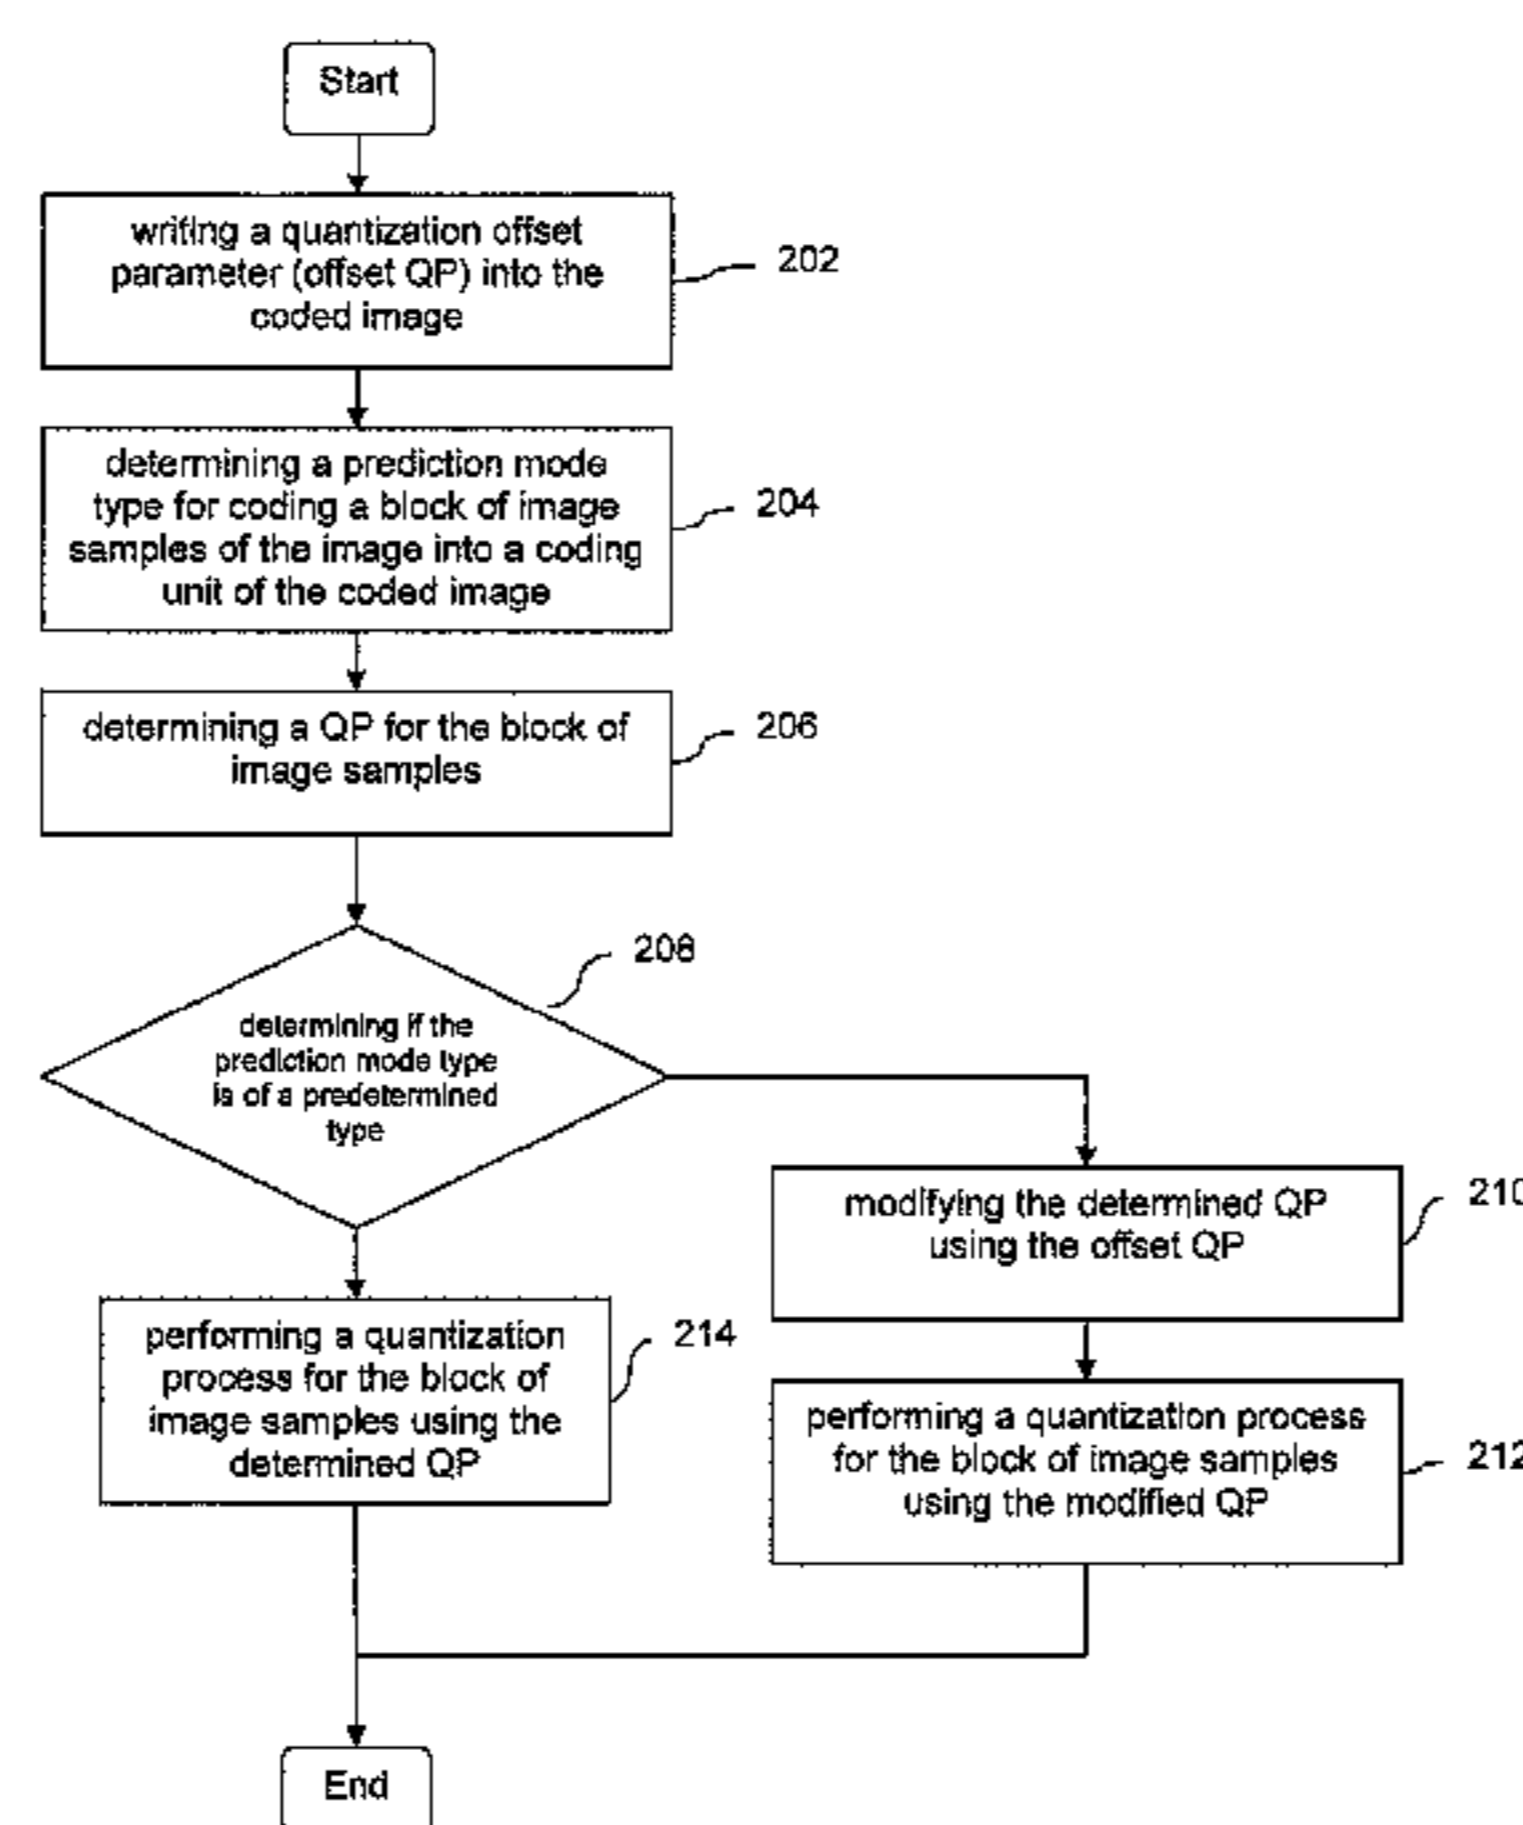 Start
writing a quantization offset
parameter (offset QP) into the
coded image
202
determining a prediction mode
type for coding a block of image
samples of the image into a coding
unit of the coded image
204
determining a QP for the block of
image samples
206
208
determining if the
prediction mode type
is of a predetermined
type
modifying the determined QP
using the offset QP
210
performing a quantization
process for the block of
image samples using the
determined QP
214
performing a quantization process
for the block of image samples
using the modified QP
212
End